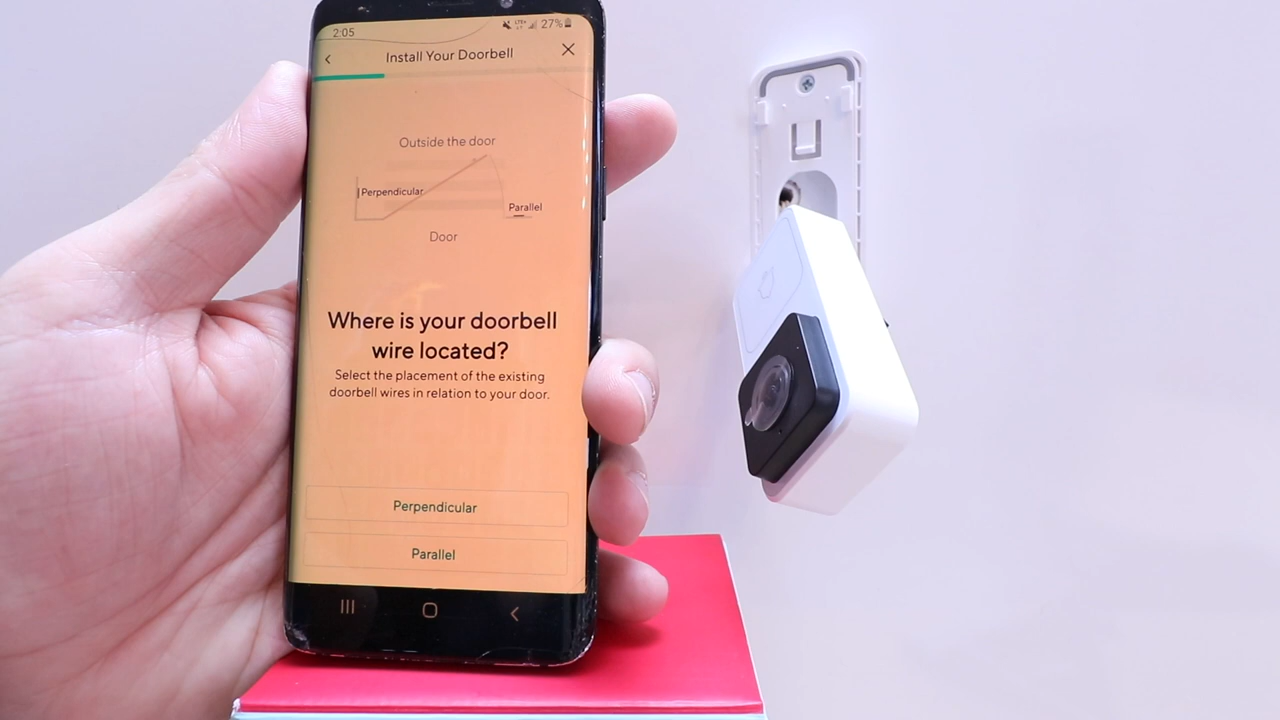 2:05
LTE+ 27%
Install Your Doorbell
Outside the door
Perpendicular
Parallel
Door
Where is your doorbell
wire located?
Select the placement of the existing
doorbell wires in relation to your door.
Perpendicular
Parallel